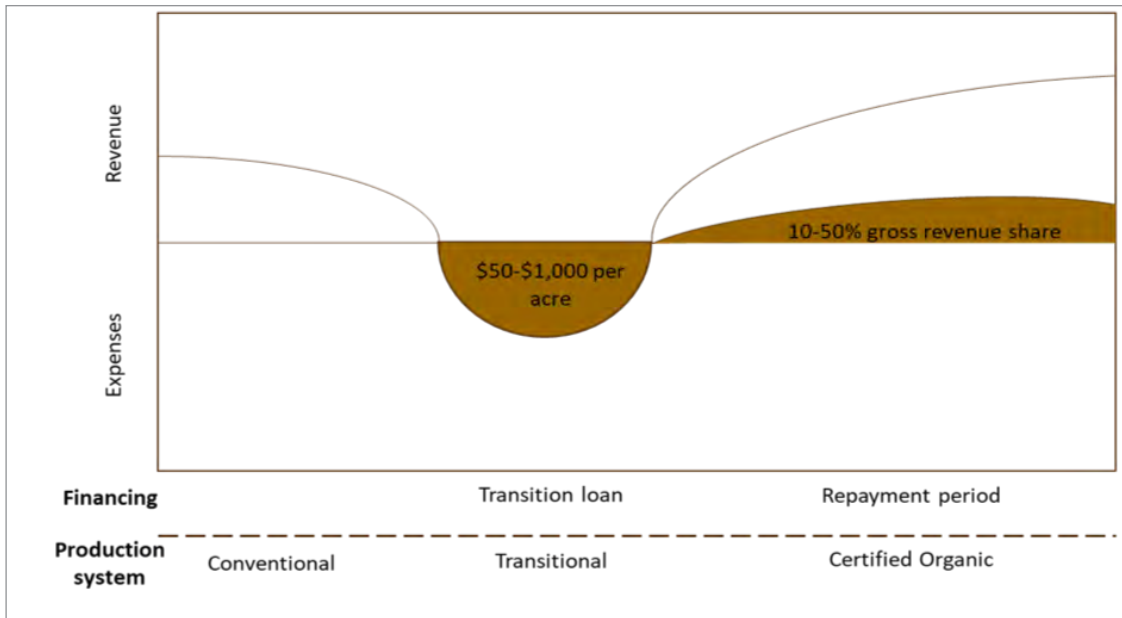 Revenue
10-50% gross revenue share
$50-$1,000 per
acre
Expenses
Financing
Transition loan
Repayment period
Production
system
Conventional
Transitional
Certified Organic